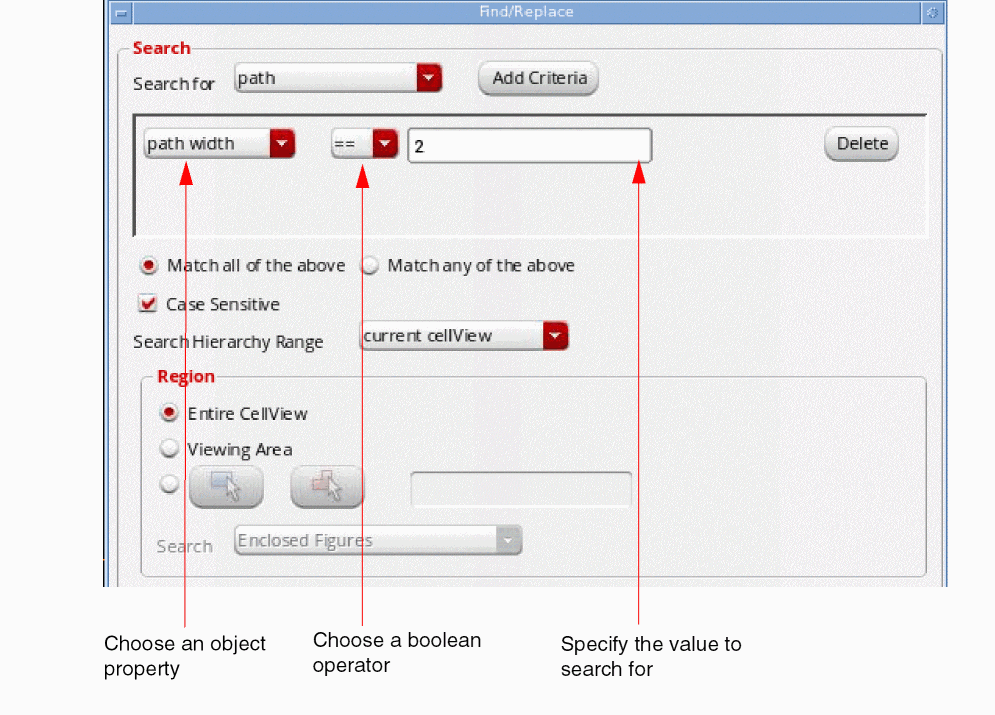 Find/Replace
Search
Search for path Add Criteria
path width == 2 Delete
Match all of the above Match any of the above
Case Sensitive
Search Hierarchy Range current cellView
Region
Entire CellView
Viewing Area
Search Enclosed Figures
Choose an object
property
Choose a boolean
operator
Specify the value to
search for